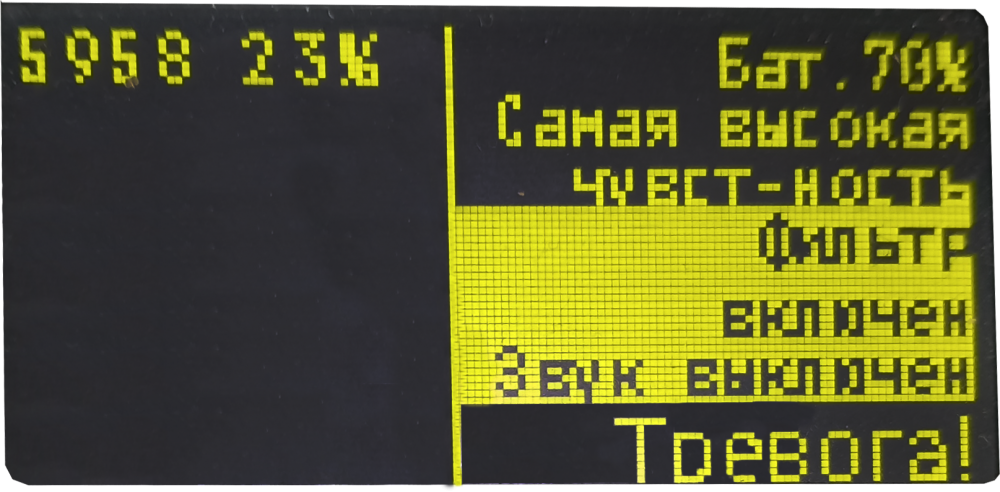 5958 23%
Бат.70%
Самая высокая
чувст-ность
Фильтр
включен
Звук выключен
Тревога!